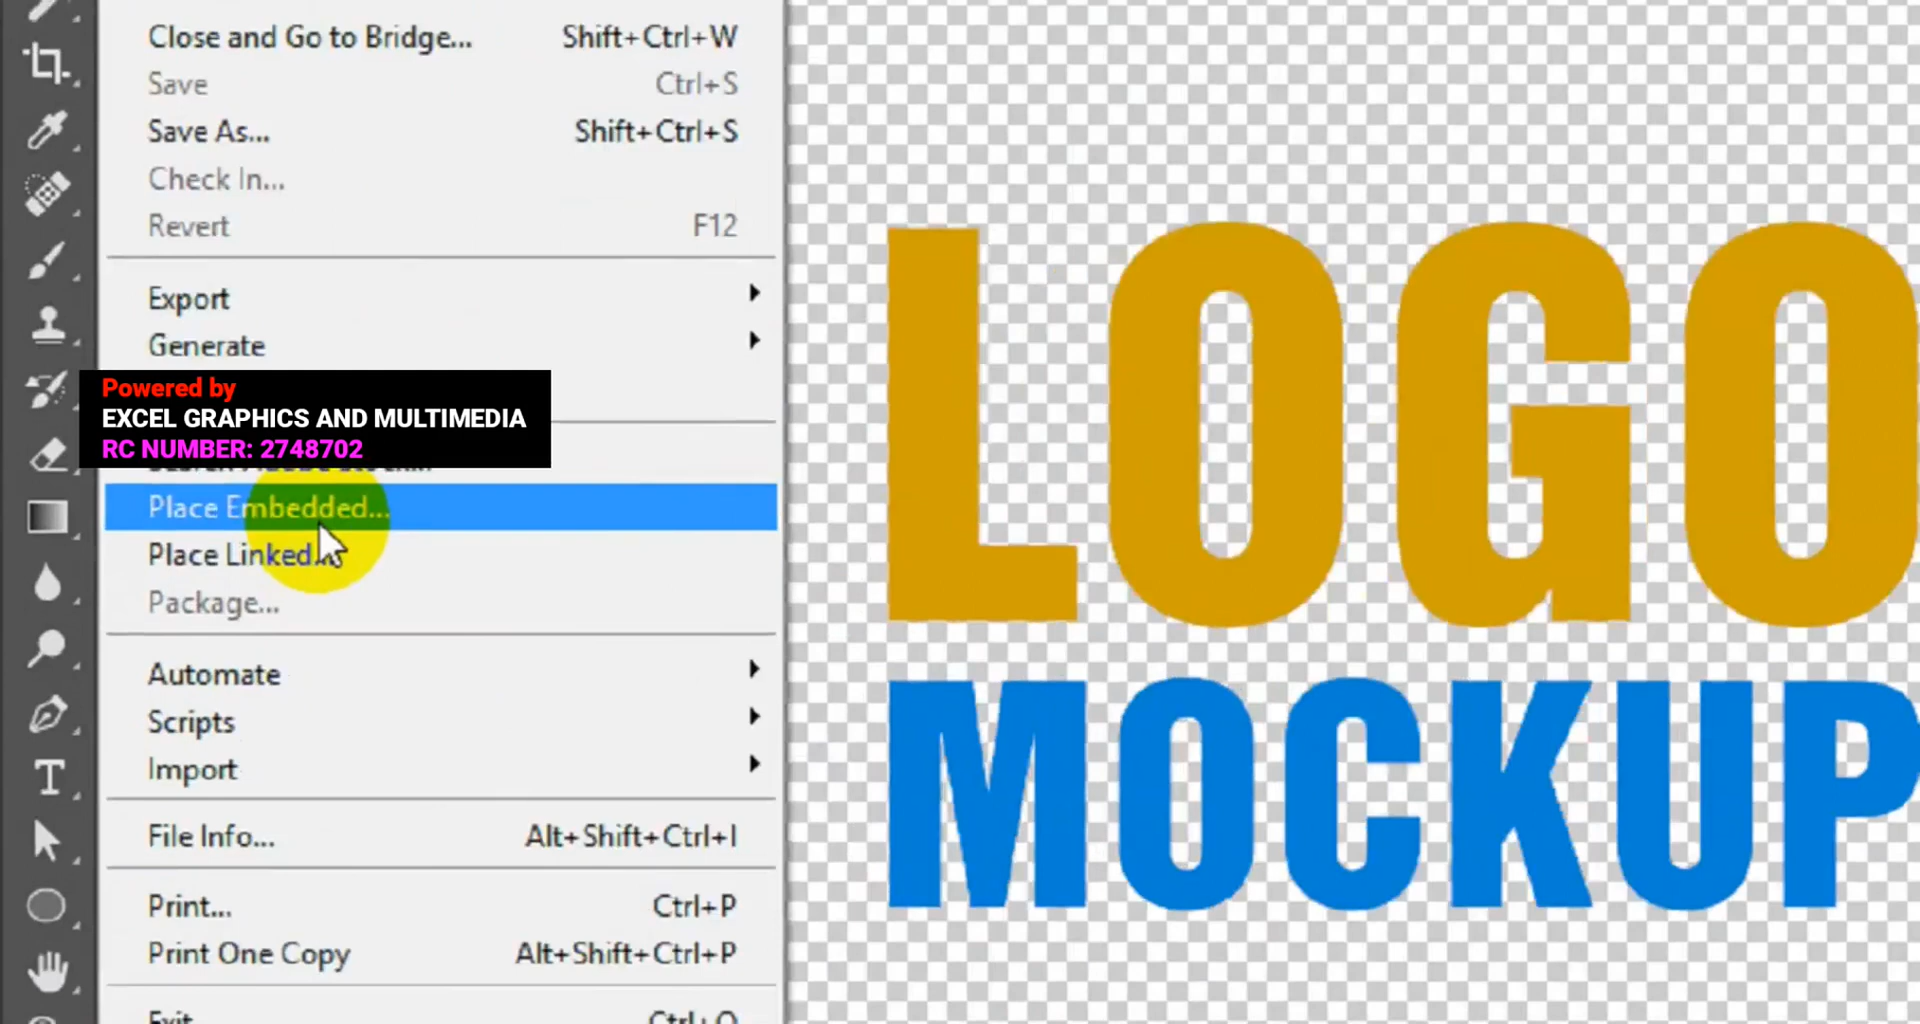 Close and Go to Bridge... Shift+Ctrl+W
Save Ctrl+S
Save As... Shift+Ctrl+S
Check In...
Revert F12
Export
Generate
Powered by
EXCEL GRAPHICS AND MULTIMEDIA
RC NUMBER: 2748702
Place Embedded...
Place Linked...
Package...
Automate
Scripts
Import
File Info... Alt+Shift+Ctrl+I
Print... Ctrl+P
Print One Copy Alt+Shift+Ctrl+P
Exit Ctrl+Q
LOGO
MOCKUP